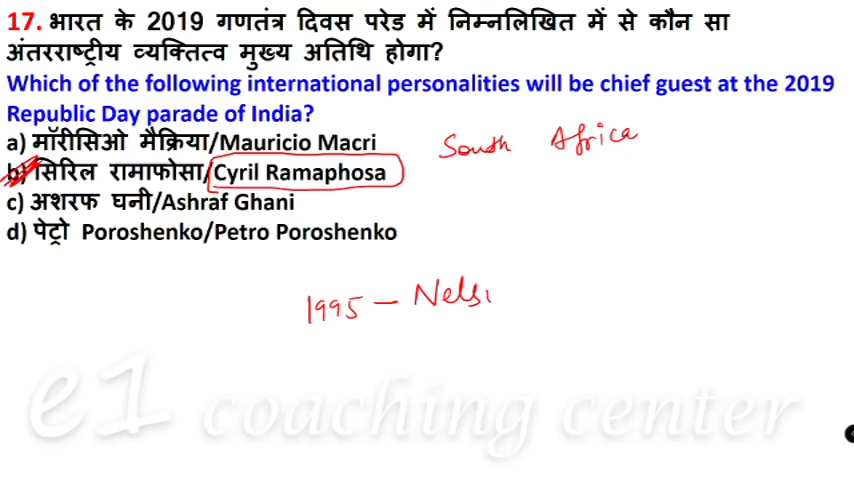 17. भारत के 2019 गणतंत्र दिवस परेड में निम्नलिखित में से कौन सा
अंतरराष्ट्रीय व्यक्तित्व मुख्य अतिथि होगा?
Which of the following international personalities will be chief guest at the 2019
Republic Day parade of India?
a) मॉरीसिओ मैक्रिया/Mauricio Macri
South Africa
b) सिरिल रामाफोसा/Cyril Ramaphosa
c) अशरफ घनी/Ashraf Ghani
d) पेट्रो Poroshenko/Petro Poroshenko
1995 – Nels
e1 coaching center